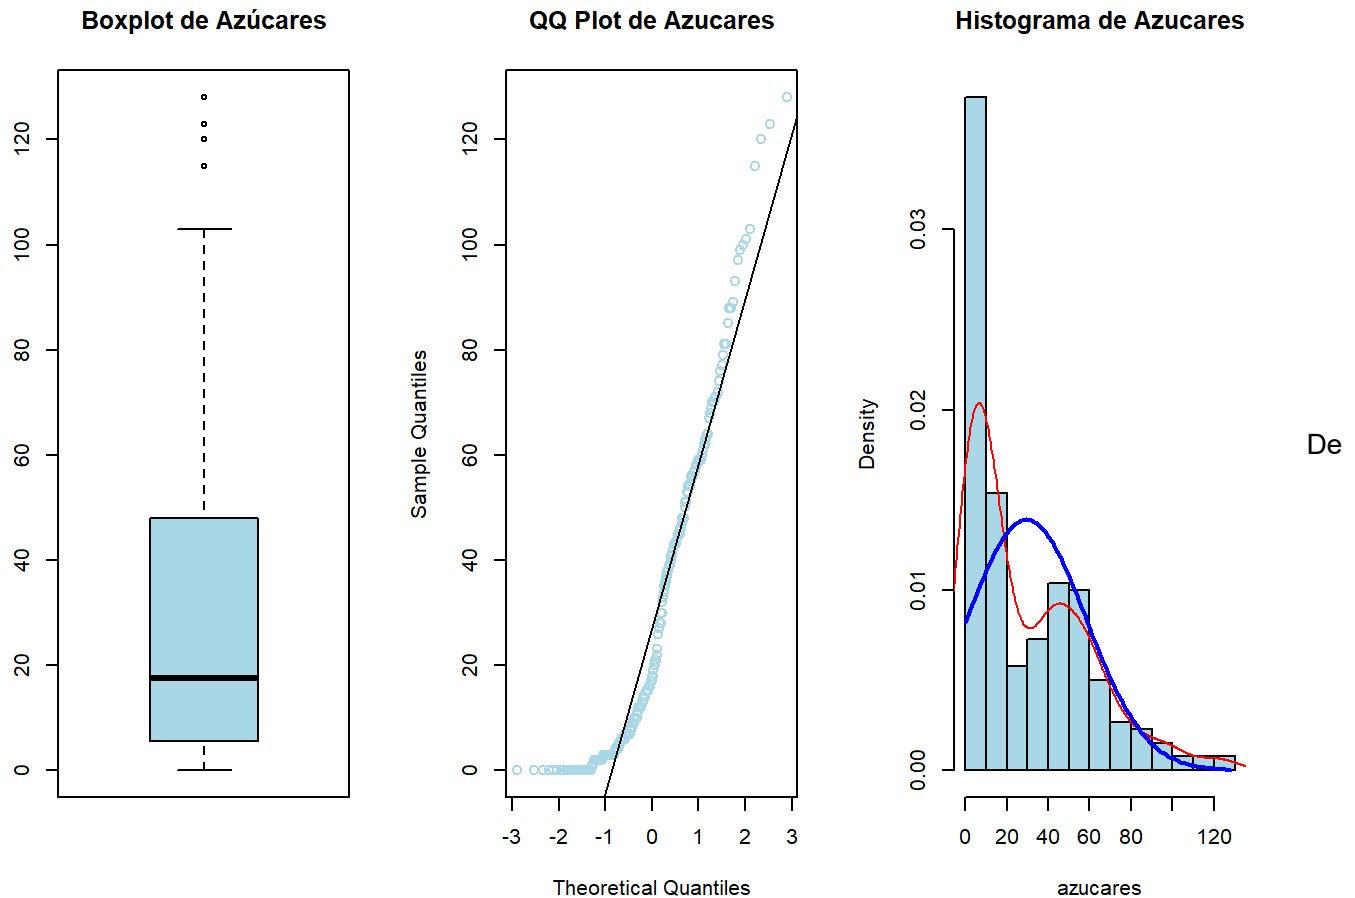 Boxplot de Azúcares
0
20
40
60
80
100
120
QQ Plot de Azucares
Sample Quantiles
0
20
40
60
80
100
120
-3 -2 -1 0 1 2 3
Theoretical Quantiles
Histograma de Azucares
Density
0.00
0.01
0.02
0.03
0 20 40 60 80 120
azucares
De